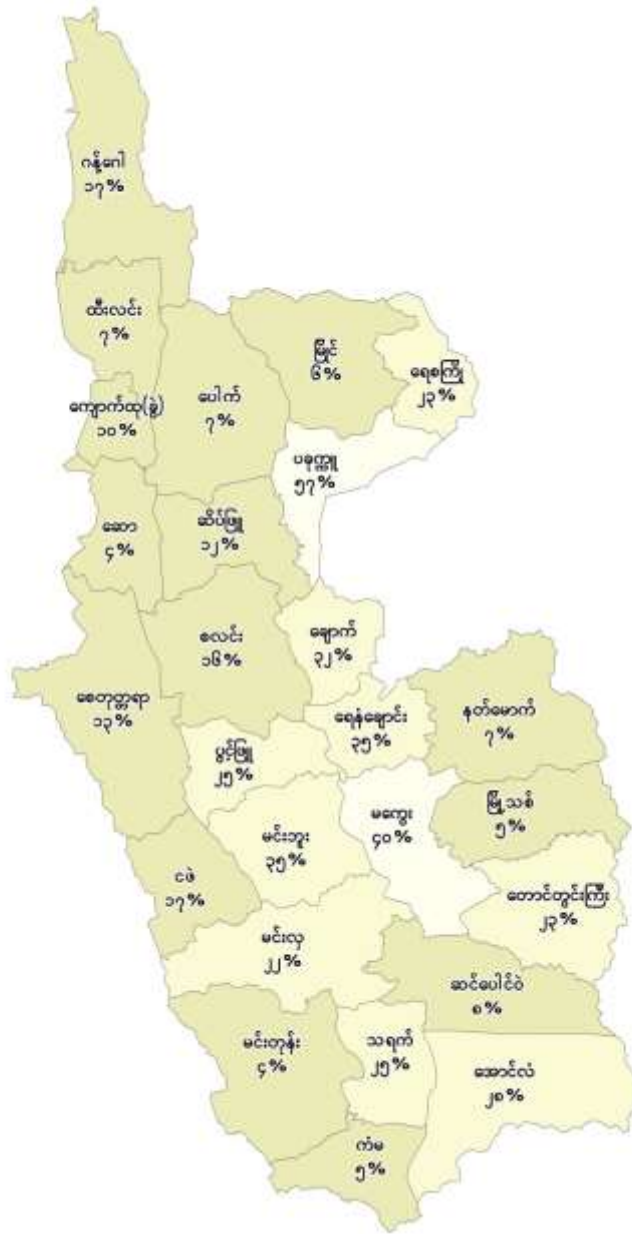 ဂန့်ဂေါ
၁၇%
ထီးလင်း
၇%
မြိုင်
၆%
ရေစကြို
၂၃%
ပေါက်
၇%
ကျောက်ထု(ခွဲ)
၁၀%
ပခုက္ကူ
၅၇%
ဆော
၄%
ဆိပ်ဖြူ
၁၂%
ချောက်
၃၂%
စလင်း
၁၆%
စေတုတ္တရာ
၁၃%
ရေနံချောင်း
၃၅%
နတ်မောက်
၇%
ပွင့်ဖြူ
၂၅%
မြို့သစ်
၅%
မကွေး
၄၀%
မင်းဘူး
၃၅%
ငဖဲ
၁၇%
တောင်တွင်းကြီး
၂၃%
မင်းလှ
၂၂%
ဆင်ပေါင်ဝဲ
၈%
မင်းတုန်း
၄%
သရက်
၂၅%
အောင်လံ
၂၈%
ကံမ
၅%